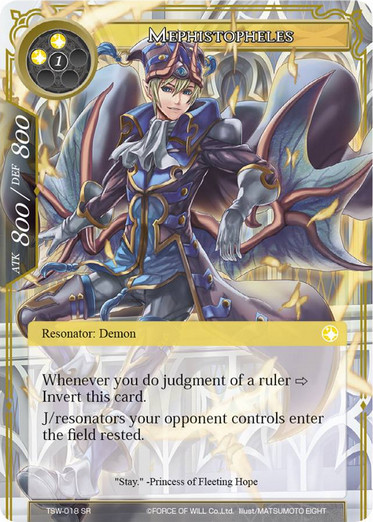 Mephistopheles
1
ATK 800 / DEF 800
Resonator: Demon
Whenever you do judgment of a ruler ⇨
Invert this card.
J/resonators your opponent controls enter
the field rested.
"Stay." -Princess of Fleeting Hope
TSW-018 SR ©FORCE OF WILL Co.,Ltd. Illust/MATSUMOTO EIGHT